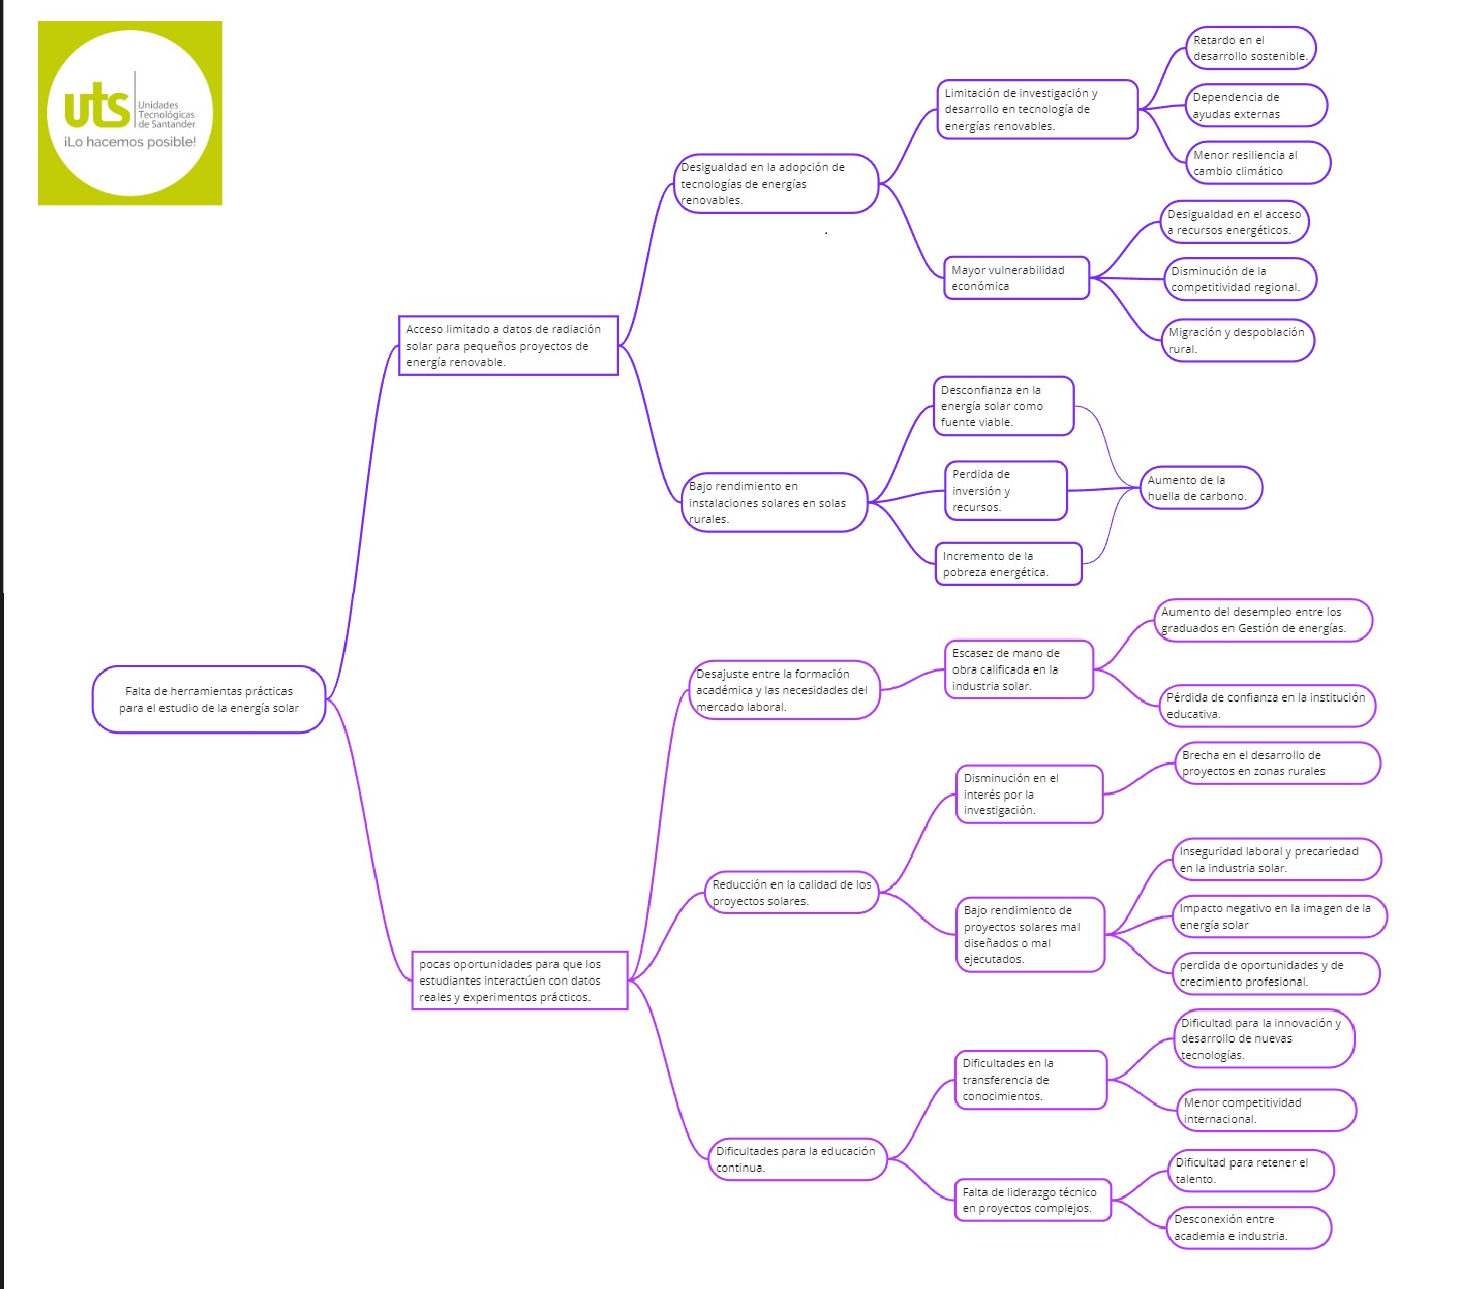 uts
Unidades
Tecnológicas
de Santander
¡Lo hacemos posible!
Falta de herramientas prácticas
para el estudio de la energía solar
Acceso limitado a datos de radiación
solar para pequeños proyectos de
energía renovable.
Desigualdad en la adopción de
tecnologías de energías
renovables.
Limitación de investigación y
desarrollo en tecnología de
energías renovables.
Retardo en el
desarrollo sostenible.
Dependencia de
ayudas externas
Menor resiliencia al
cambio climático
Mayor vulnerabilidad
económica
Desigualdad en el acceso
a recursos energéticos.
Disminución de la
competitividad regional.
Migración y despoblación
rural.
Bajo rendimiento en
instalaciones solares en solas
rurales.
Desconfianza en la
energía solar como
fuente viable.
Perdida de
inversión y
recursos.
Incremento de la
pobreza energética.
Aumento de la
huella de carbono.
pocas oportunidades para que los
estudiantes interactúen con datos
reales y experimentos prácticos.
Desajuste entre la formación
académica y las necesidades del
mercado laboral.
Escasez de mano de
obra calificada en la
industria solar.
Aumento del desempleo entre los
graduados en Gestión de energías.
Pérdida de confianza en la institución
educativa.
Reducción en la calidad de los
proyectos solares.
Disminución en el
interés por la
investigación.
Brecha en el desarrollo de
proyectos en zonas rurales
Bajo rendimiento de
proyectos solares mal
diseñados o mal
ejecutados.
Inseguridad laboral y precariedad
en la industria solar.
Impacto negativo en la imagen de la
energía solar
perdida de oportunidades y de
crecimiento profesional.
Dificultades para la educación
continua.
Dificultades en la
transferencia de
conocimientos.
Dificultad para la innovación y
desarrollo de nuevas
tecnologías.
Menor competitividad
internacional.
Falta de liderazgo técnico
en proyectos complejos.
Dificultad para retener el
talento.
Desconexión entre
academia e industria.